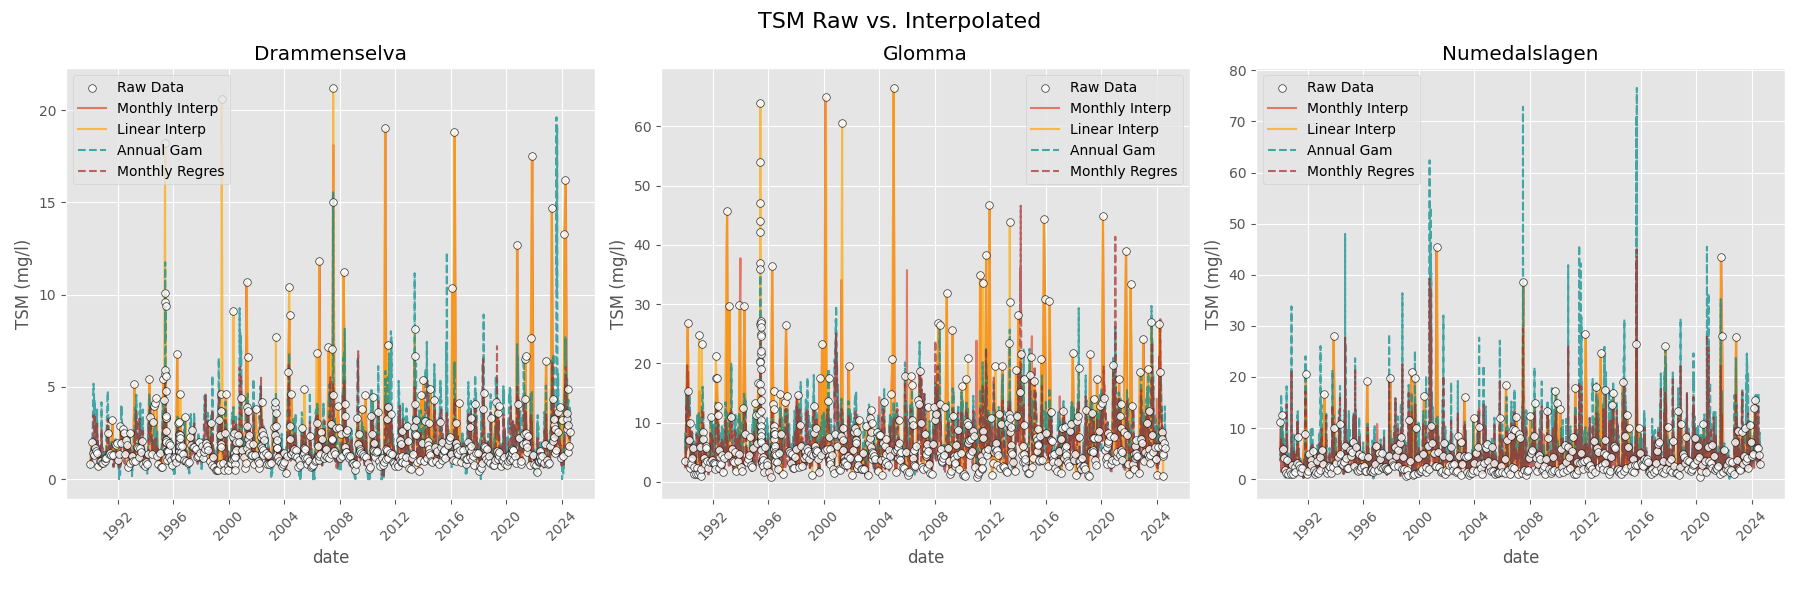 TSM Raw vs. Interpolated
Drammenselva
Raw Data
Monthly Interp
Linear Interp
Annual Gam
Monthly Regres
TSM (mg/l)
20
15
10
5
0
1992
1996
2000
2004
2008
2012
2016
2020
2024
date
Glomma
Raw Data
Monthly Interp
Linear Interp
Annual Gam
Monthly Regres
TSM (mg/l)
60
50
40
30
20
10
0
1992
1996
2000
2004
2008
2012
2016
2020
2024
date
Numedalslagen
Raw Data
Monthly Interp
Linear Interp
Annual Gam
Monthly Regres
TSM (mg/l)
80
70
60
50
40
30
20
10
0
1992
1996
2000
2004
2008
2012
2016
2020
2024
date